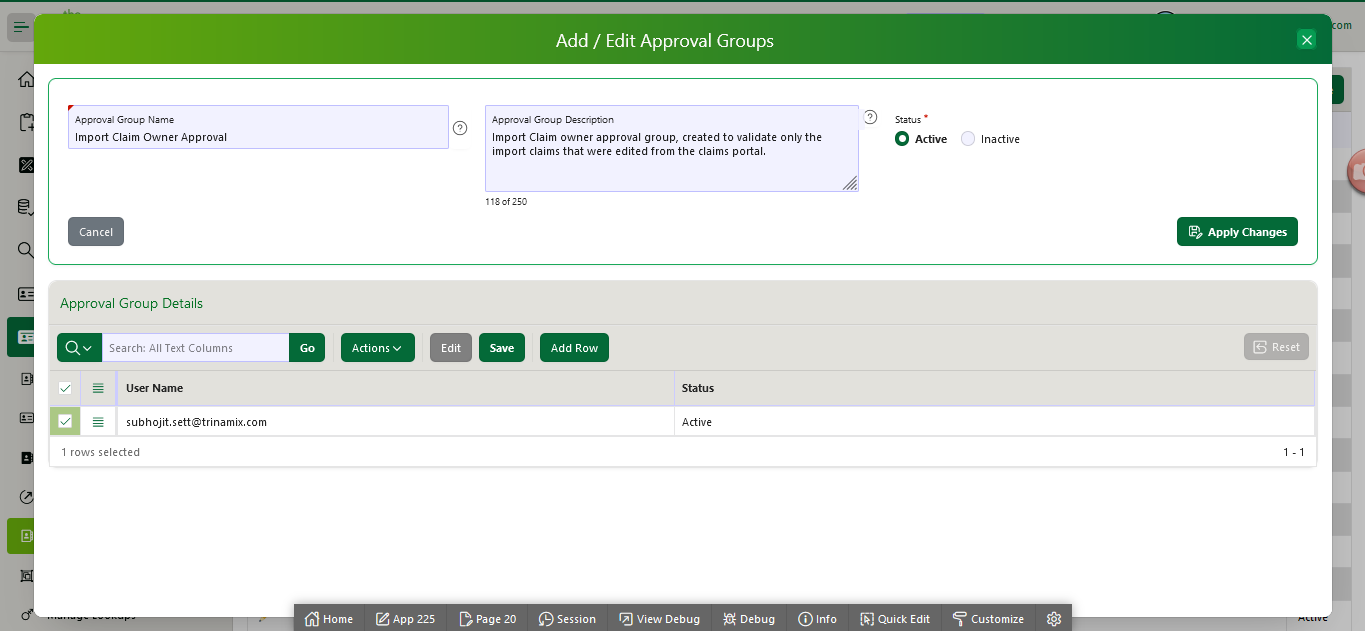 the
com
Add / Edit Approval Groups
Approval Group Name
Import Claim Owner Approval
Approval Group Description
Import Claim owner approval group, created to validate only the
import claims that were edited from the claims portal.
118 of 250
Status *
Active
Inactive
Cancel
Apply Changes
Approval Group Details
Search: All Text Columns
Go
Actions
Edit
Save
Add Row
Reset
User Name
Status
subhojit.sett@trinamix.com
Active
1 rows selected
1 - 1
Manage Lookups
Active
Home
App 225
Page 20
Session
View Debug
Debug
Info
Quick Edit
Customize